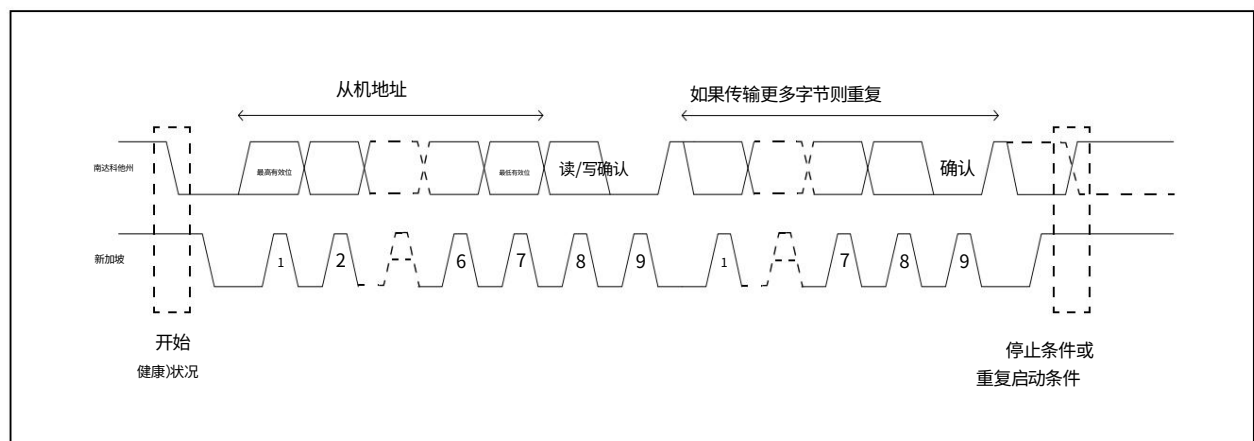 从机地址
如果传输更多字节则重复
南达科他州
最高有效位
最低有效位
读/写确认
确认
新加坡
1
2
6
7
8
9
1
7
8
9
开始
健康)状况
停止条件或
重复启动条件